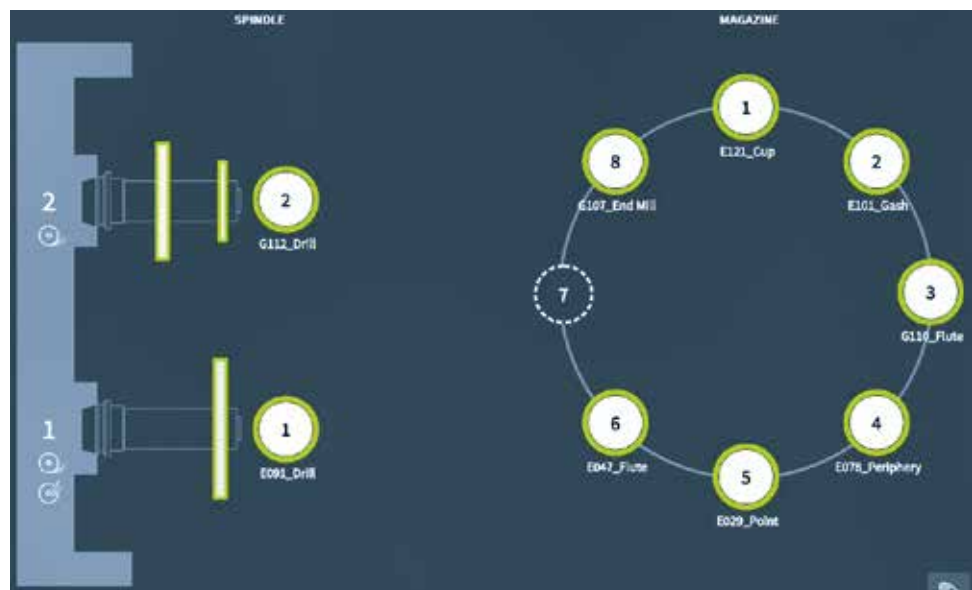 SPINDLE
MAGAZINE
2
2
G112_Drill
1
1
E091_Drill
1
E121_Cup
2
E101_Gash
3
G110_Flute
4
E078_Periphery
5
E029_Point
6
E047_Flute
7
8
G107_End Mill